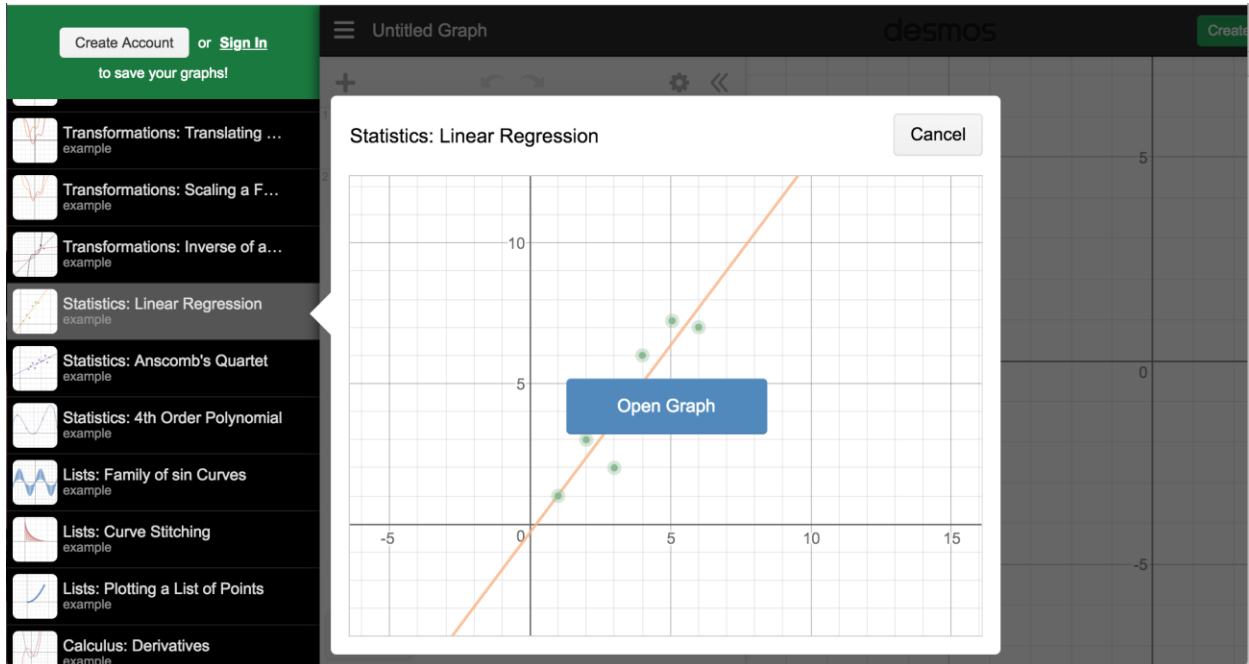 Create Account or Sign In
to save your graphs!
Transformations: Translating …
example
Transformations: Scaling a F…
example
Transformations: Inverse of a…
example
Statistics: Linear Regression
example
Statistics: Anscomb's Quartet
example
Statistics: 4th Order Polynomial
example
Lists: Family of sin Curves
example
Lists: Curve Stitching
example
Lists: Plotting a List of Points
example
Calculus: Derivatives
example
Untitled Graph
desmos
Create
1
2
Statistics: Linear Regression
Cancel
10
5
Open Graph
-5
0
5
10
15
5
0
-5